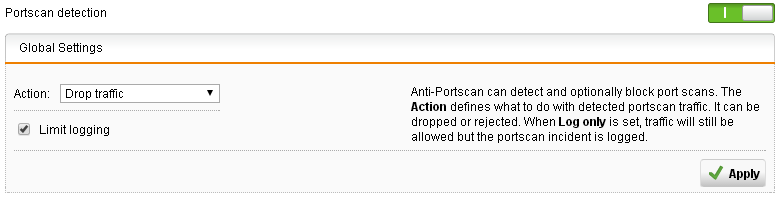 Portscan detection
Global Settings
Action: Drop traffic
Limit logging
Anti-Portscan can detect and optionally block port scans. The
Action defines what to do with detected portscan traffic. It can be
dropped or rejected. When Log only is set, traffic will still be
allowed but the portscan incident is logged.
Apply